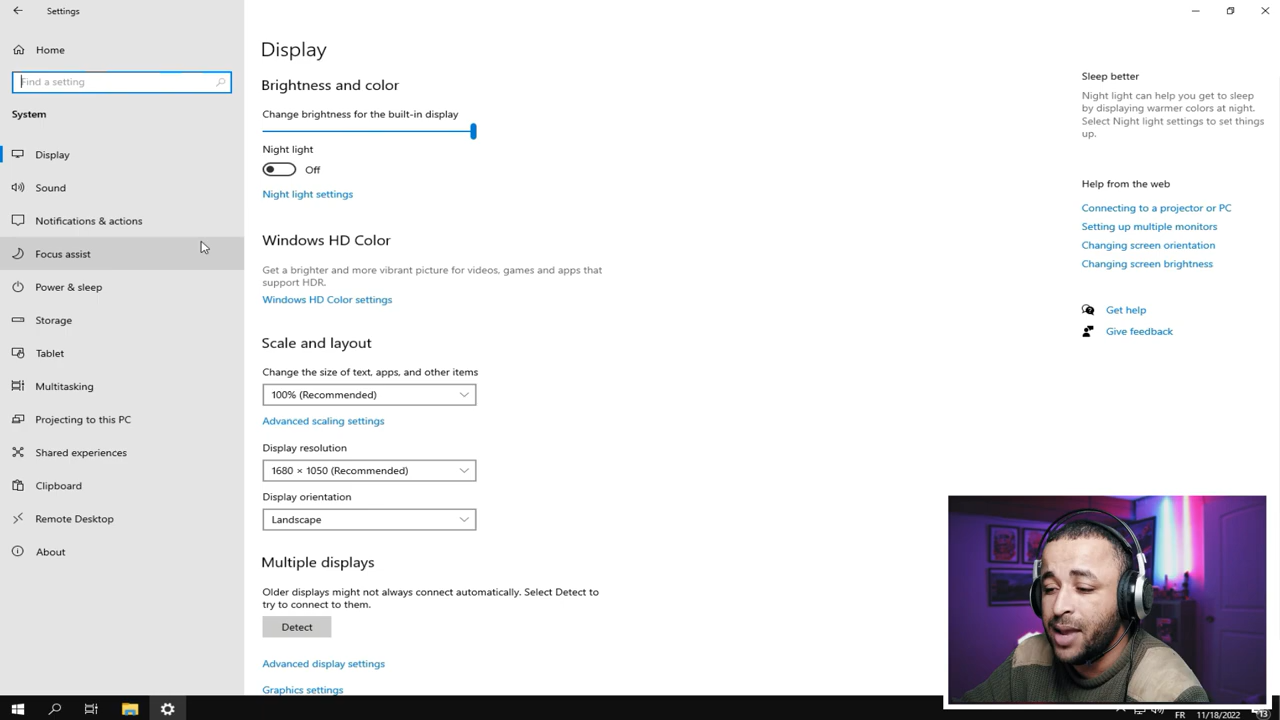 Settings
Home
Find a setting
System
Display
Sound
Notifications & actions
Focus assist
Power & sleep
Storage
Tablet
Multitasking
Projecting to this PC
Shared experiences
Clipboard
Remote Desktop
About
Display
Brightness and color
Change brightness for the built-in display
Night light
Off
Night light settings
Windows HD Color
Get a brighter and more vibrant picture for videos, games and apps that
support HDR.
Windows HD Color settings
Scale and layout
Change the size of text, apps, and other items
100% (Recommended)
Advanced scaling settings
Display resolution
1680 × 1050 (Recommended)
Display orientation
Landscape
Multiple displays
Older displays might not always connect automatically. Select Detect to
try to connect to them.
Detect
Advanced display settings
Graphics settings
Sleep better
Night light can help you get to sleep
by displaying warmer colors at night.
Select Night light settings to set things
up.
Help from the web
Connecting to a projector or PC
Setting up multiple monitors
Changing screen orientation
Changing screen brightness
Get help
Give feedback
FR
11/18/2022
13